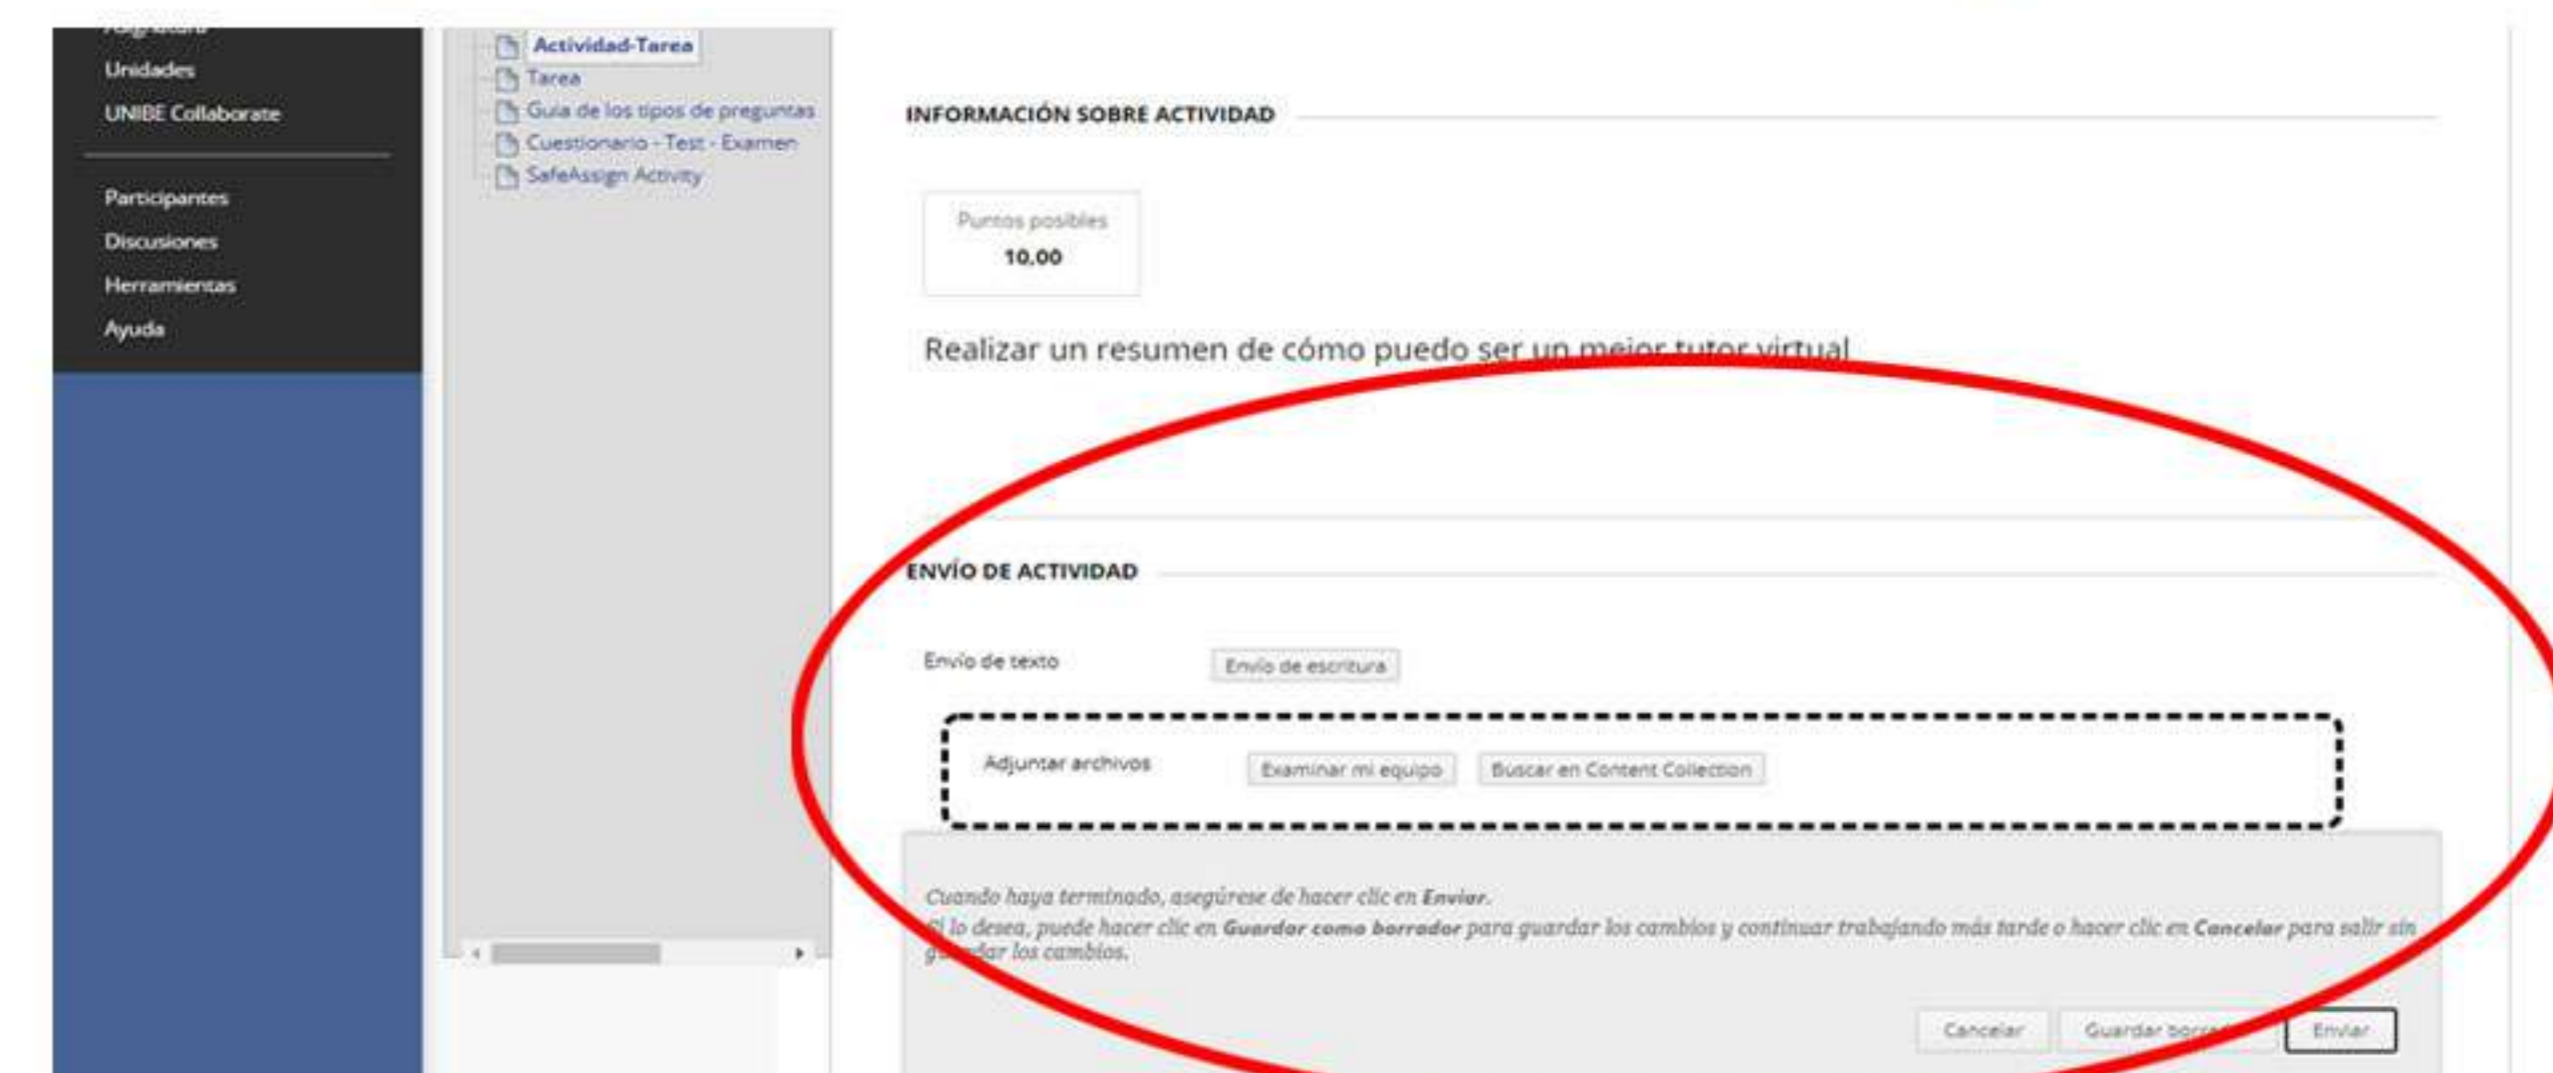 Asignatura
Unidades
UNIBE Collaborate
Participantes
Discusiones
Herramientas
Ayuda
Actividad-Tarea
Tarea
Guia de los tipos de preguntas
Cuestionario - Test - Examen
SafeAssign Activity
INFORMACIÓN SOBRE ACTIVIDAD
Puntos posibles
10.00
Realizar un resumen de cómo puedo ser un mejor tutor virtual
ENVÍO DE ACTIVIDAD
Envío de texto Envío de escritura
Adjuntar archivos Examinar mi equipo Buscar en Content Collection
Cuando haya terminado, asegúrese de hacer clic en Enviar.
Si lo desea, puede hacer clic en Guardar como borrador para guardar los cambios y continuar trabajando más tarde o hacer clic en Cancelar para salir sin
guardar los cambios.
Cancelar Guardar borrador Enviar